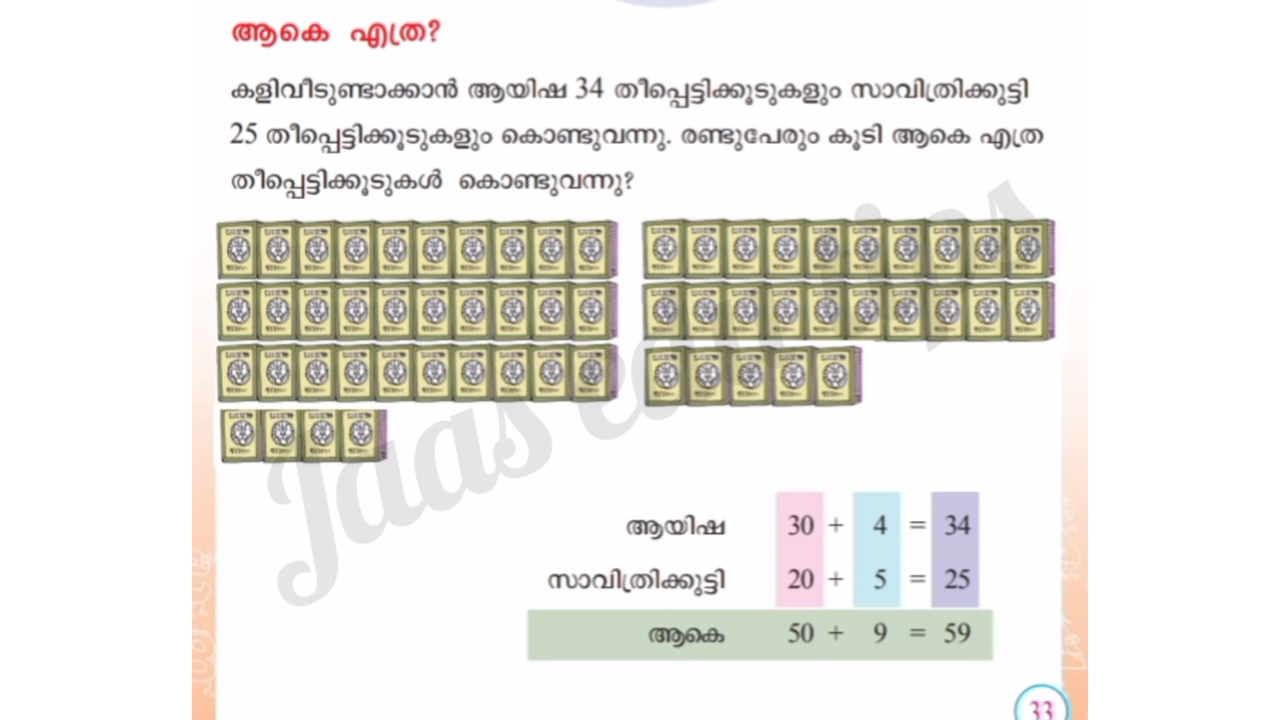 ആകെ എത്ര?
കളിവീടുണ്ടാക്കാൻ ആയിഷ 34 തീപ്പെട്ടിക്കൂടുകളും സാവിത്രിക്കുട്ടി
25 തീപ്പെട്ടിക്കൂടുകളും കൊണ്ടുവന്നു. രണ്ടുപേരും കൂടി ആകെ എത്ര
തീപ്പെട്ടിക്കൂടുകൾ കൊണ്ടുവന്നു?
ആയിഷ 30 + 4 = 34
സാവിത്രിക്കുട്ടി 20 + 5 = 25
ആകെ 50 + 9 = 59
33